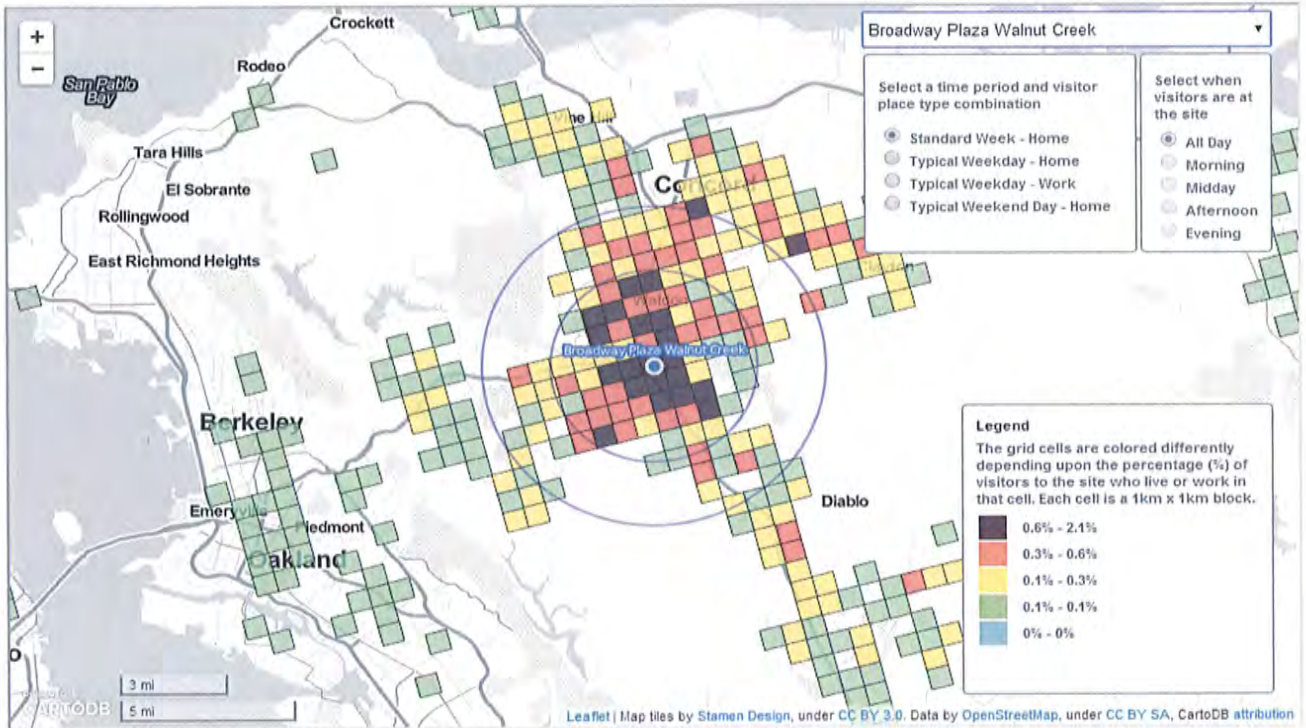 Crockett
+
−
Broadway Plaza Walnut Creek
Rodeo
San Pablo
Bay
Select a time period and visitor
place type combination
Standard Week - Home
Typical Weekday - Home
Typical Weekday - Work
Typical Weekend Day - Home
Select when
visitors are at
the site
All Day
Morning
Midday
Afternoon
Evening
Vine Hill
Tara Hills
El Sobrante
Concord
Rollingwood
East Richmond Heights
Broadway Plaza Walnut Creek
Berkeley
Emeryville
Piedmont
Oakland
Diablo
Legend
The grid cells are colored differently
depending upon the percentage (%) of
visitors to the site who live or work in
that cell. Each cell is a 1km x 1km block.
0.6% - 2.1%
0.3% - 0.6%
0.1% - 0.3%
0.1% - 0.1%
0% - 0%
3 mi
5 mi
CARTODB
Leaflet | Map tiles by Stamen Design, under CC BY 3.0. Data by OpenStreetMap, under CC BY SA, CartoDB attribution